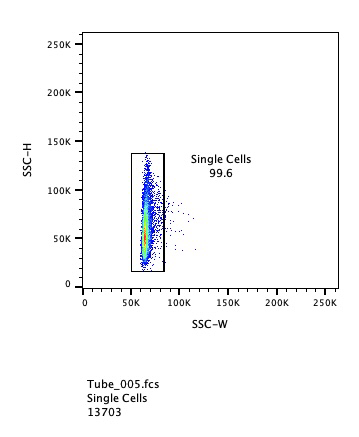 250K
200K
150K
100K
50K
0
SSC-H
Single Cells
99.6
0 50K 100K 150K 200K 250K
SSC-W
Tube_005.fcs
Single Cells
13703